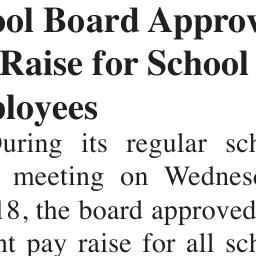 ool Board Approv
Raise for School
ployees
During its regular sch
meeting on Wednes
18, the board approved
nt pay raise for all sch